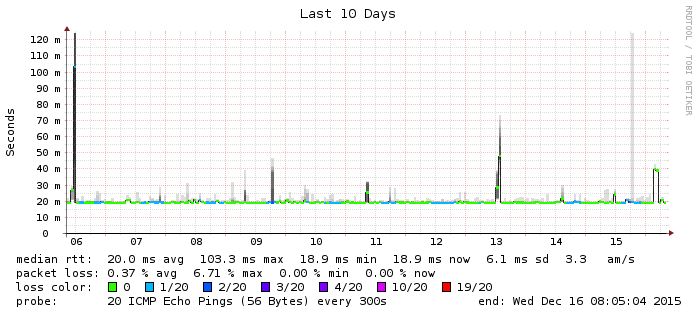 Last 10 Days
RRDTOOL / TOBI OETIKER
Seconds
120 m
110 m
100 m
90 m
80 m
70 m
60 m
50 m
40 m
30 m
20 m
10 m
0
06 07 08 09 10 11 12 13 14 15
median rtt: 20.0 ms avg 103.3 ms max 18.9 ms min 18.9 ms now 6.1 ms sd 3.3 am/s
packet loss: 0.37 % avg 6.71 % max 0.00 % min 0.00 % now
loss color: 0 1/20 2/20 3/20 4/20 10/20 19/20
probe: 20 ICMP Echo Pings (56 Bytes) every 300s end: Wed Dec 16 08:05:04 2015